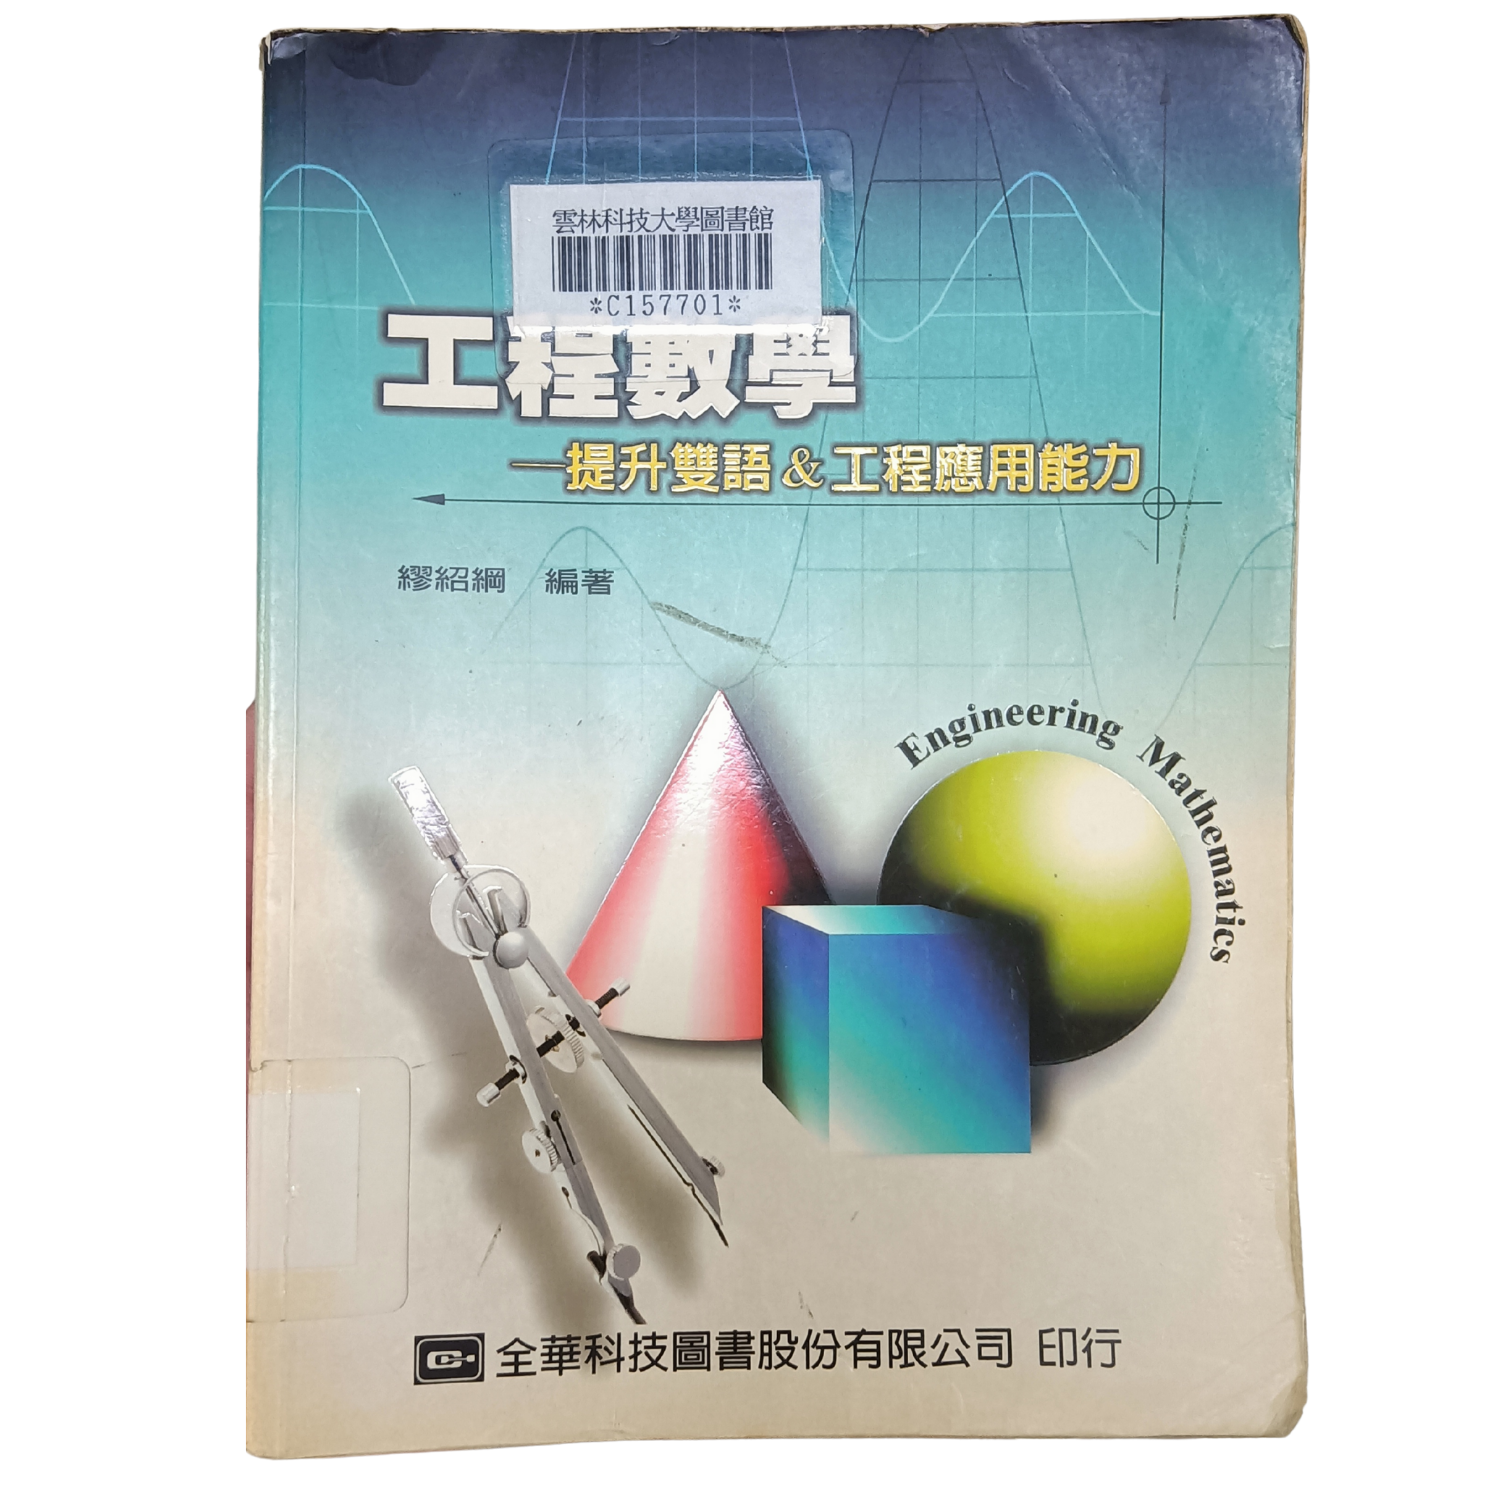 雲林科技大學圖書館
*C157701*
工程數學
—提升雙語&工程應用能力
繆紹綱 編著
Engineering Mathematics
全華科技圖書股份有限公司 印行